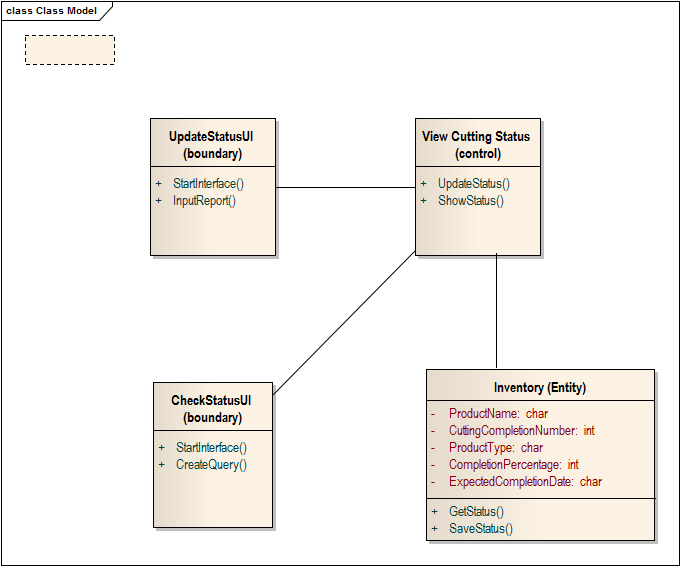 class Class Model
UpdateStatusUI
(boundary)
+ StartInterface()
+ InputReport()
View Cutting Status
(control)
+ UpdateStatus()
+ ShowStatus()
CheckStatusUI
(boundary)
+ StartInterface()
+ CreateQuery()
Inventory (Entity)
- ProductName: char
- CuttingCompletionNumber: int
- ProductType: char
- CompletionPercentage: int
- ExpectedCompletionDate: char
+ GetStatus()
+ SaveStatus()